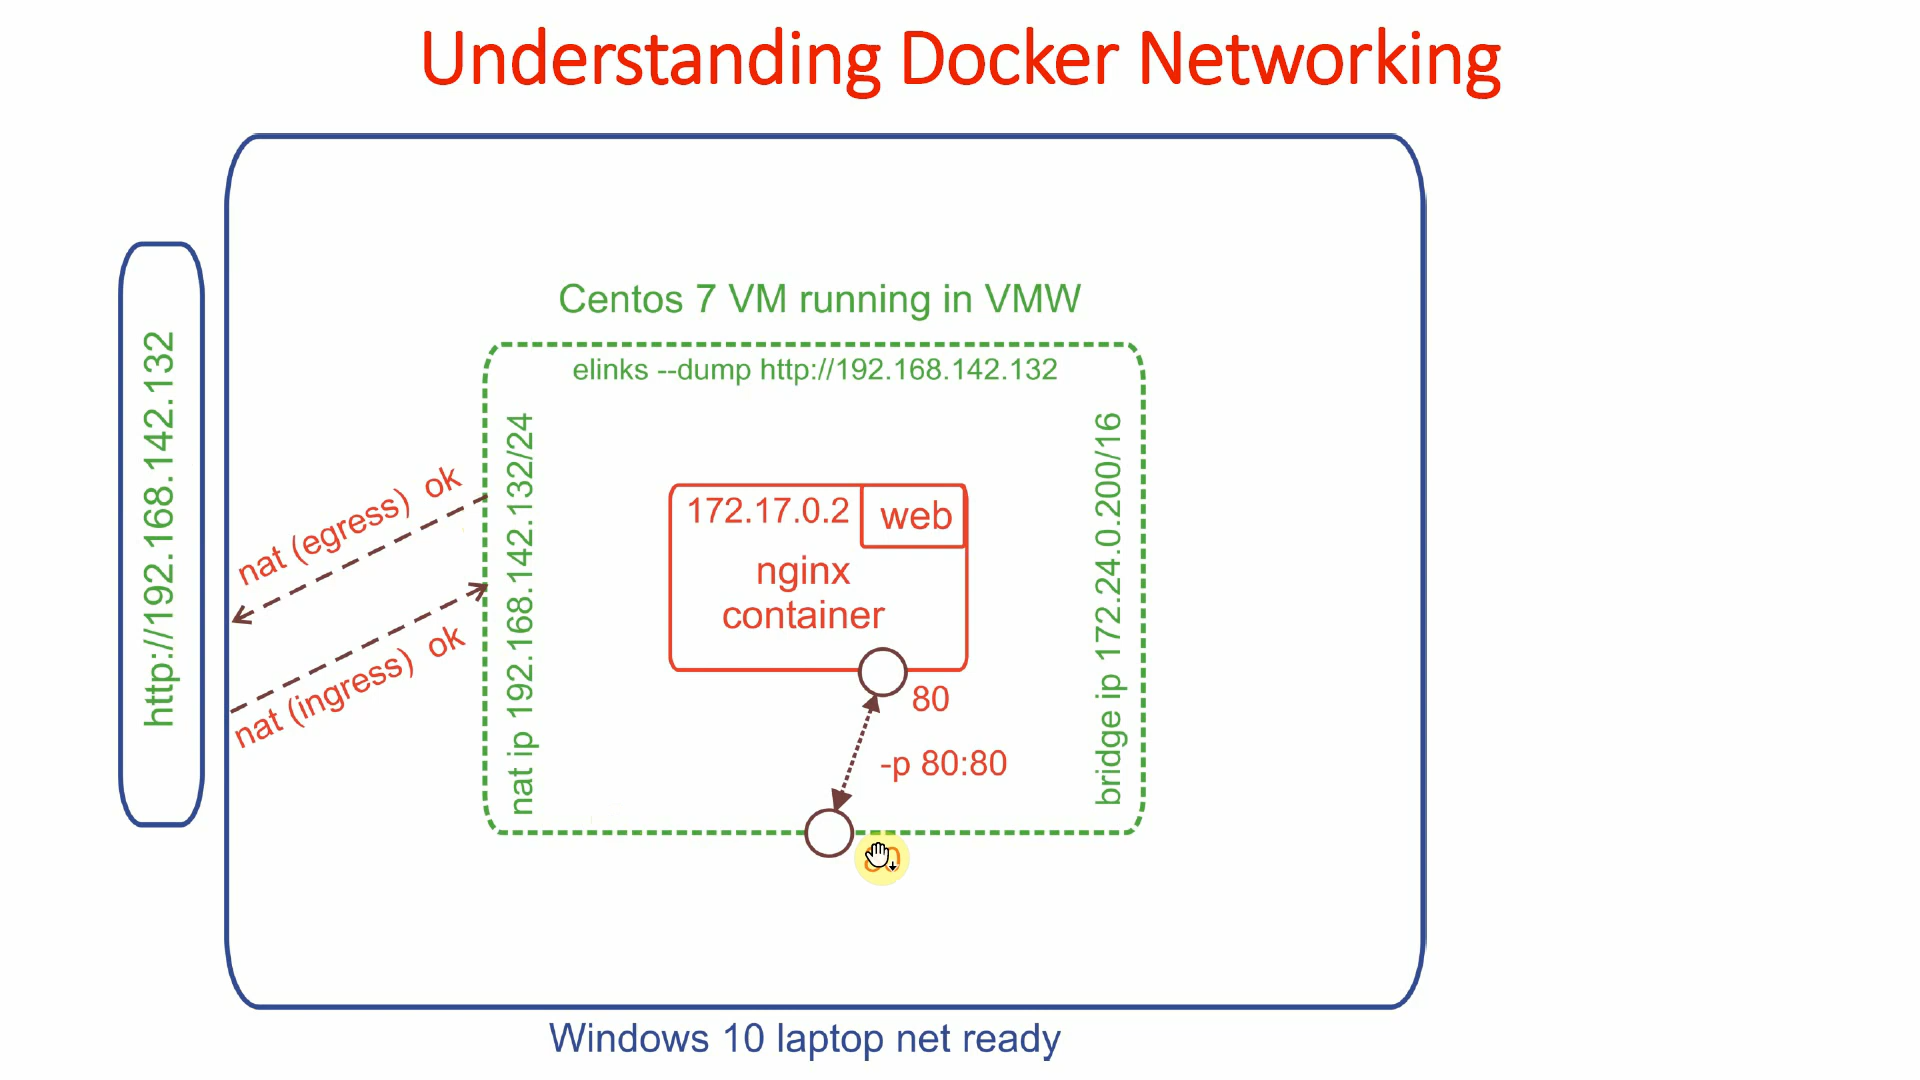 Understanding Docker Networking
http://192.168.142.132
Centos 7 VM running in VMW
elinks --dump http://192.168.142.132
nat (egress) ok
nat (ingress) ok
nat ip 192.168.142.132/24
172.17.0.2
web
nginx
container
80
-p 80:80
bridge ip 172.24.0.200/16
Windows 10 laptop net ready